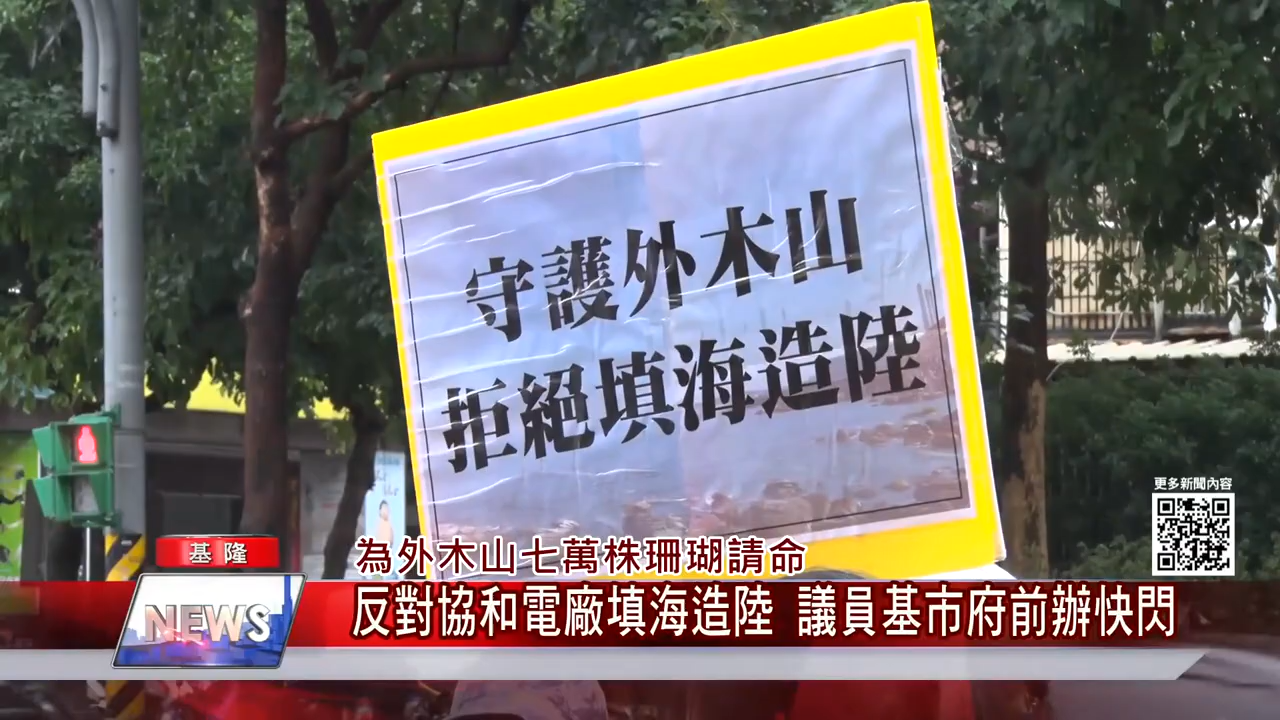 守護外木山
拒絕填海造陸
更多新聞內容
基隆
為外木山七萬株珊瑚請命
NEWS
反對協和電廠填海造陸 議員基市府前辦快閃